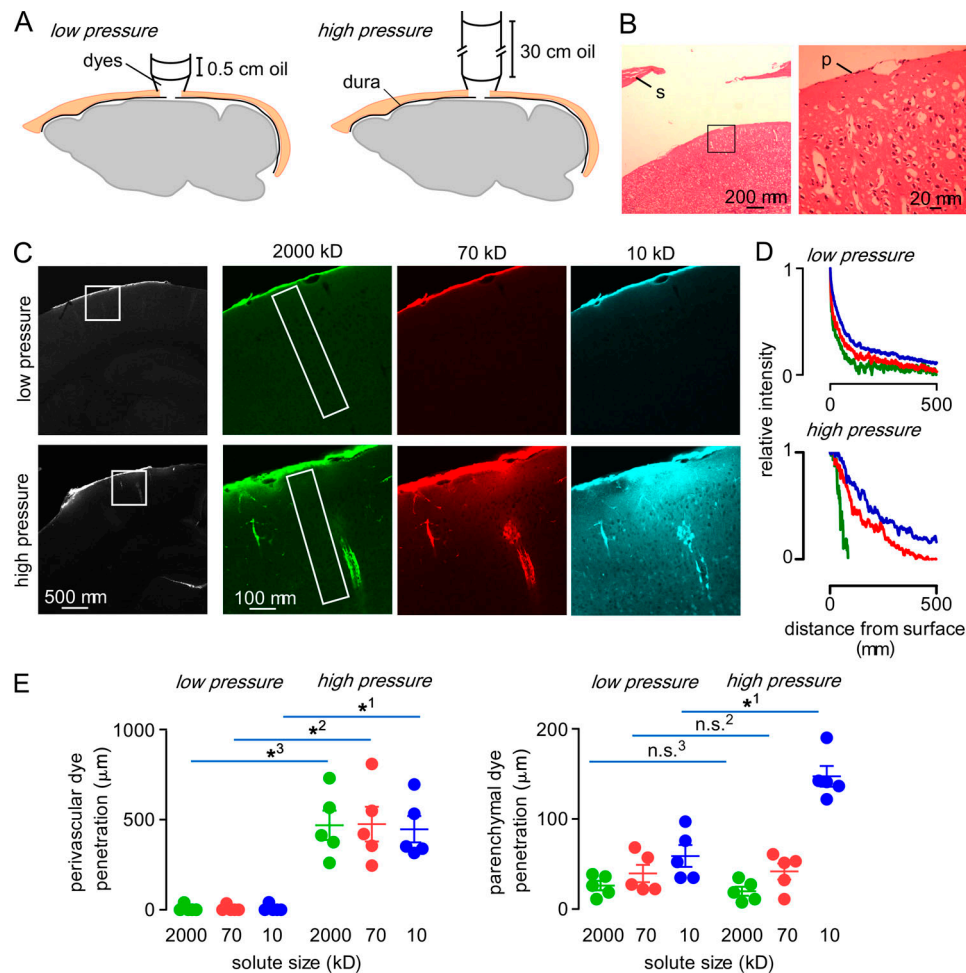 A
low pressure
dyes
0.5 cm oil
high pressure
30 cm oil
dura
B
s
200 mm
p
20 mm
C
2000 kD
70 kD
10 kD
low pressure
high pressure
500 mm
100 mm
D
low pressure
1
1
0
500
relative intensity
high pressure
1
0
0
500
distance from surface
(mm)
E
low pressure
high pressure
*1
*2
*3
perivascular dye
penetration (μm)
1000
500
0
2000 70 10 2000 70 10
solute size (kD)
low pressure
high pressure
*1
n.s.2
n.s.3
parenchymal dye
penetration (μm)
200
100
0
2000 70 10 2000 70 10
solute size (kD)